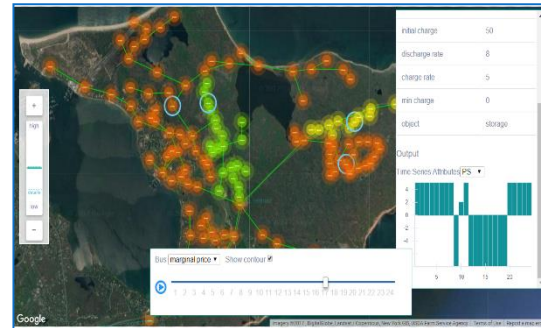 initial charge 50
discharge rate 8
charge rate 5
min charge 0
object storage
Output
Time Series Attributes PS
4
2
0
-2
-4
5 10 15 20
+
high
low
−
Bus marginal price Show contour
1 2 3 4 5 6 7 8 9 10 11 12 13 14 15 16 17 18 19 20 21 22 23 24
Google
Terms of Use